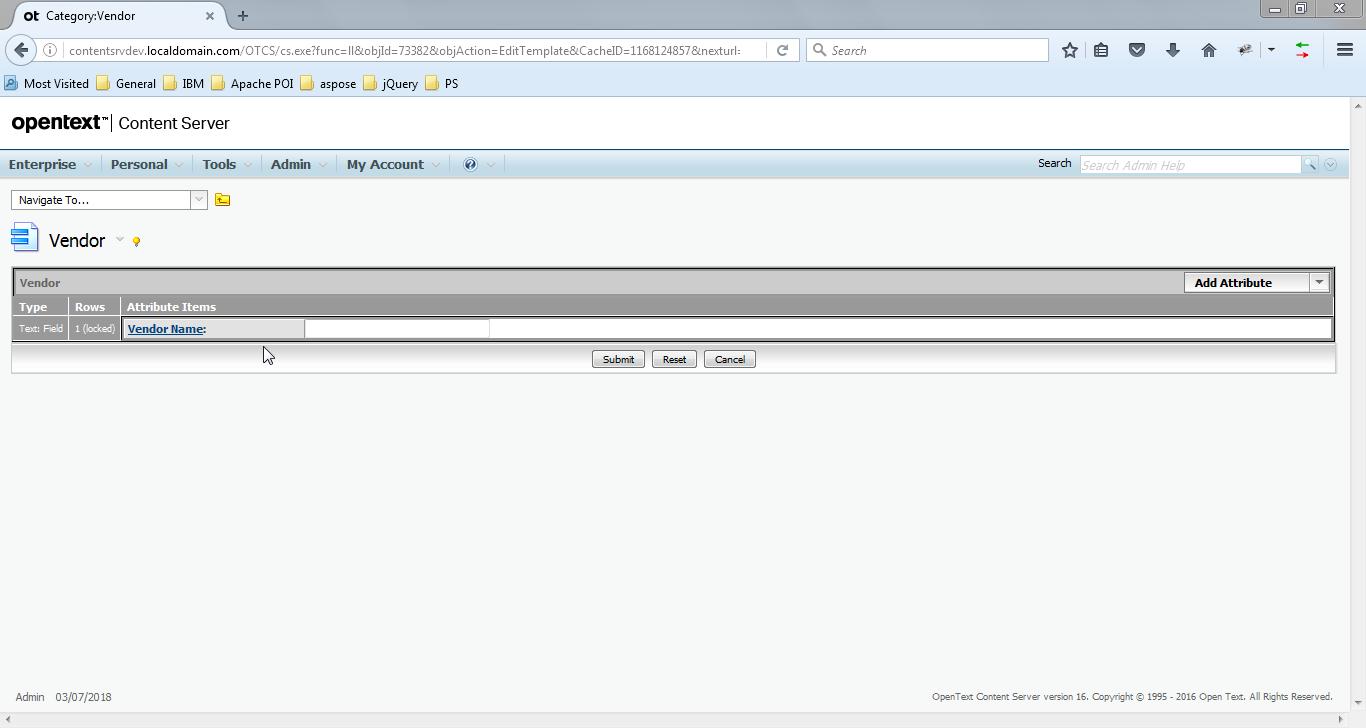 ot Category:Vendor
contentsrvdev.localdomain.com/OTCS/cs.exe?func=ll&objId=73382&objAction=EditTemplate&CacheID=1168124857&nexturl= Search
Most Visited General IBM Apache POI aspose jQuery PS
opentext™ Content Server
Enterprise Personal Tools Admin My Account Search Search Admin Help
Navigate To...
Vendor
Vendor Add Attribute
Type Rows Attribute Items
Text: Field 1 (locked) Vendor Name:
Submit Reset Cancel
Admin 03/07/2018 OpenText Content Server version 16. Copyright © 1995 - 2016 Open Text. All Rights Reserved.